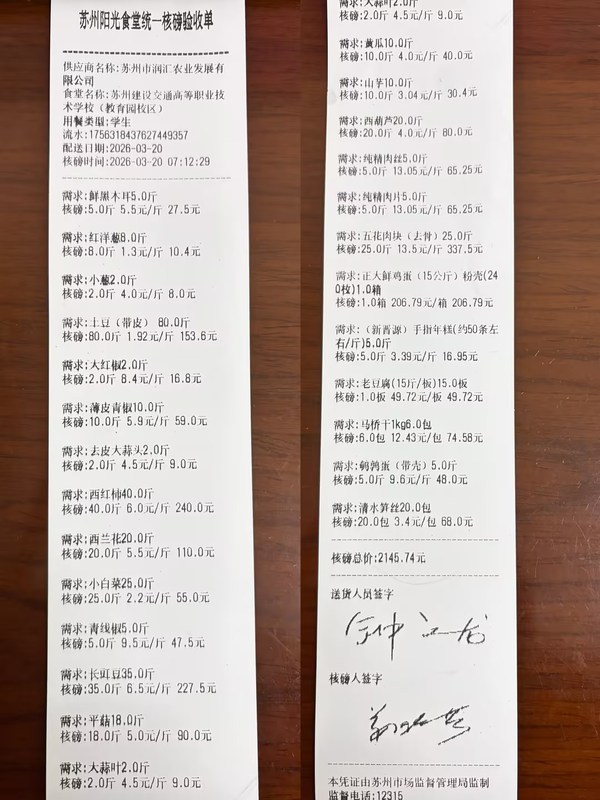 苏州阳光食堂统一核磅验收单
供应商名称:苏州市润汇农业发展有
限公司
食堂名称:苏州建设交通高等职业技
术学校（教育园校区）
用餐类型:学生
流水:1756318437627449357
配送日期:2026-03-20
核磅时间:2026-03-20 07:12:29
需求:鲜黑木耳5.0斤
核磅:5.0斤 5.5元/斤 27.5元
需求:红洋葱8.0斤
核磅:8.0斤 1.3元/斤 10.4元
需求:小葱2.0斤
核磅:2.0斤 4.0元/斤 8.0元
需求:土豆（带皮） 80.0斤
核磅:80.0斤 1.92元/斤 153.6元
需求:大红椒2.0斤
核磅:2.0斤 8.4元/斤 16.8元
需求:薄皮青椒10.0斤
核磅:10.0斤 5.9元/斤 59.0元
需求:去皮大蒜头2.0斤
核磅:2.0斤 4.5元/斤 9.0元
需求:西红柿40.0斤
核磅:40.0斤 6.0元/斤 240.0元
需求:西兰花20.0斤
核磅:20.0斤 5.5元/斤 110.0元
需求:小白菜25.0斤
核磅:25.0斤 2.2元/斤 55.0元
需求:青线椒5.0斤
核磅:5.0斤 9.5元/斤 47.5元
需求:长豇豆35.0斤
核磅:35.0斤 6.5元/斤 227.5元
需求:平菇18.0斤
核磅:18.0斤 5.0元/斤 90.0元
需求:大蒜叶2.0斤
核磅:2.0斤 4.5元/斤 9.0元
需求:大蒜叶2.0斤
核磅:2.0斤 4.5元/斤 9.0元
需求:黄瓜10.0斤
核磅:10.0斤 4.0元/斤 40.0元
需求:山芋10.0斤
核磅:10.0斤 3.04元/斤 30.4元
需求:西葫芦20.0斤
核磅:20.0斤 4.0元/斤 80.0元
需求:纯精肉丝5.0斤
核磅:5.0斤 13.05元/斤 65.25元
需求:纯精肉片5.0斤
核磅:5.0斤 13.05元/斤 65.25元
需求:五花肉块（去骨）25.0斤
核磅:25.0斤 13.5元/斤 337.5元
需求:正大鲜鸡蛋（15公斤）粉壳(24
0枚)1.0箱
核磅:1.0箱 206.79元/箱 206.79元
需求:（新晋源）手指年糕(约50条左
右/斤)5.0斤
核磅:5.0斤 3.39元/斤 16.95元
需求:老豆腐(15斤/板)15.0板
核磅:1.0板 49.72元/板 49.72元
需求:马桥干1kg6.0包
核磅:6.0包 12.43元/包 74.58元
需求:鹌鹑蛋（带壳）5.0斤
核磅:5.0斤 9.6元/斤 48.0元
需求:清水笋丝20.0包
核磅:20.0包 3.4元/包 68.0元
核磅总价:2145.74元
送货人员签字
核磅人签字
本凭证由苏州市场监督管理局监制
监督电话:12315